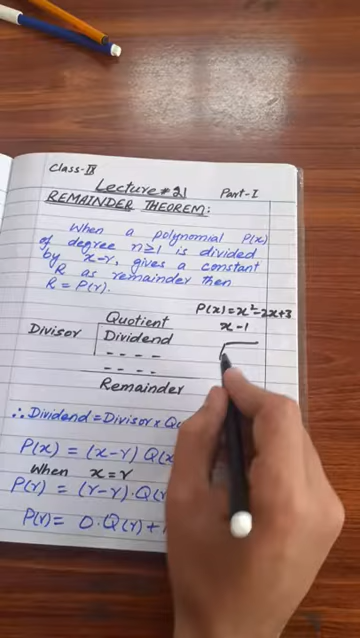 Class-IX
Lecture # 21 Part-I
REMAINDER THEOREM:
When a polynomial P(x)
of degree n≥1 is divided
by x-r, gives a constant
R as remainder then
R = P(r).
P(x)=x²-2x+3
x-1
Quotient
Divisor Dividend
- - - -
- - - -
Remainder
∴ Dividend = Divisor x Qu
P(x) = (x-r) Q(x
When x=r
P(r) = (r-r).Q(r
P(r) = 0.Q(r)+